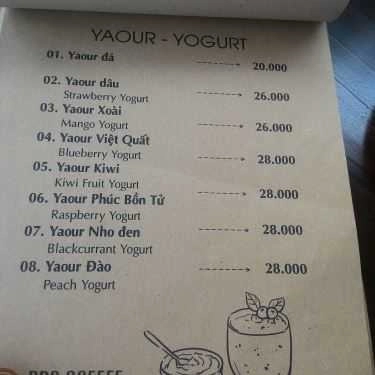 YAOUR - YOGURT
01. Yaour đá 20.000
02. Yaour dâu
Strawberry Yogurt 26.000
03. Yaour Xoài
Mango Yogurt 26.000
04. Yaour Việt Quất
Blueberry Yogurt 28.000
05. Yaour Kiwi
Kiwi Fruit Yogurt 28.000
06. Yaour Phúc Bồn Tử
Raspberry Yogurt 28.000
07. Yaour Nho đen 28.000
Blackcurrant Yogurt
08. Yaour Đào 28.000
Peach Yogurt